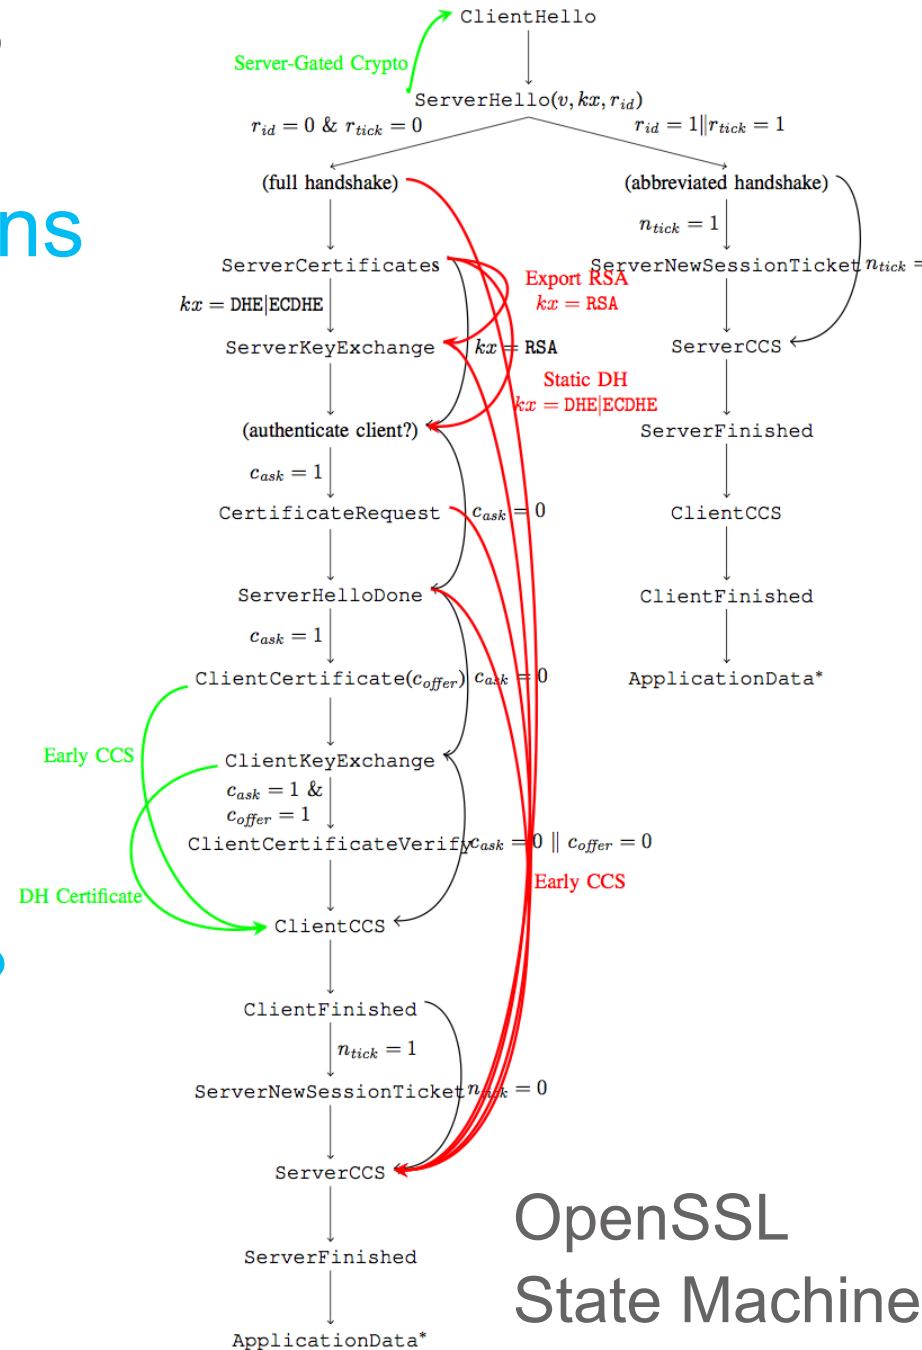 ClientHello
Server-Gated Crypto
ServerHello(v, kx, r_id)
r_id = 0 & r_tick = 0
r_id = 1||r_tick = 1
(full handshake)
(abbreviated handshake)
ns
n_tick = 1
ServerCertificates
Export RSA
ServerNewSessionTicket
n_tick =
kx = DHE|ECDHE
kx = RSA
ServerKeyExchange
kx = RSA
ServerCCS
Static DH
kx = DHE|ECDHE
(authenticate client?)
ServerFinished
c_ask = 1
CertificateRequest
c_ask = 0
ClientCCS
ServerHelloDone
ClientFinished
c_ask = 1
ClientCertificate(c_offer)
c_ask = 0
ApplicationData*
Early CCS
ClientKeyExchange
c_ask = 1 &
c_offer = 1
ClientCertificateVerify
c_ask = 0 || c_offer = 0
Early CCS
DH Certificate
ClientCCS
ClientFinished
n_tick = 1
ServerNewSessionTicket
n_tick = 0
ServerCCS
ServerFinished
ApplicationData*
OpenSSL
State Machine